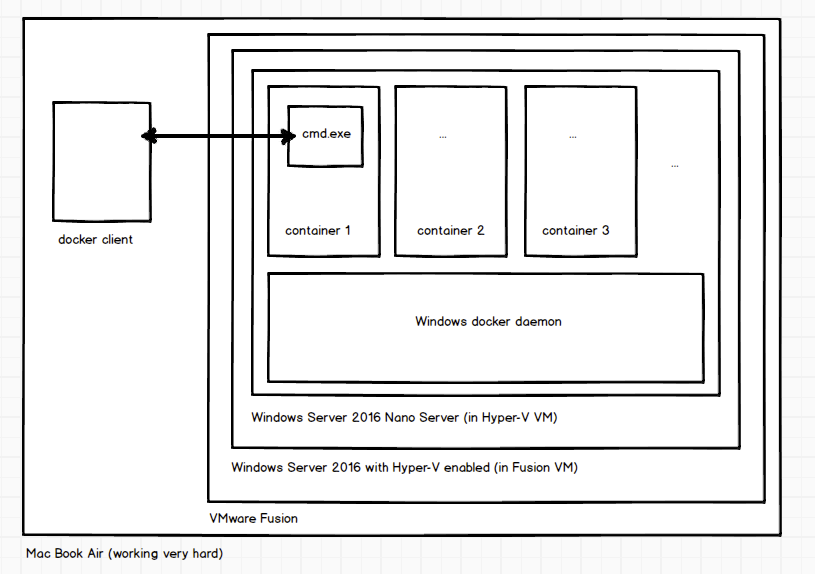 cmd.exe
...
...
...
container 1
container 2
container 3
docker client
Windows docker daemon
Windows Server 2016 Nano Server (in Hyper-V VM)
Windows Server 2016 with Hyper-V enabled (in Fusion VM)
VMware Fusion
Mac Book Air (working very hard)